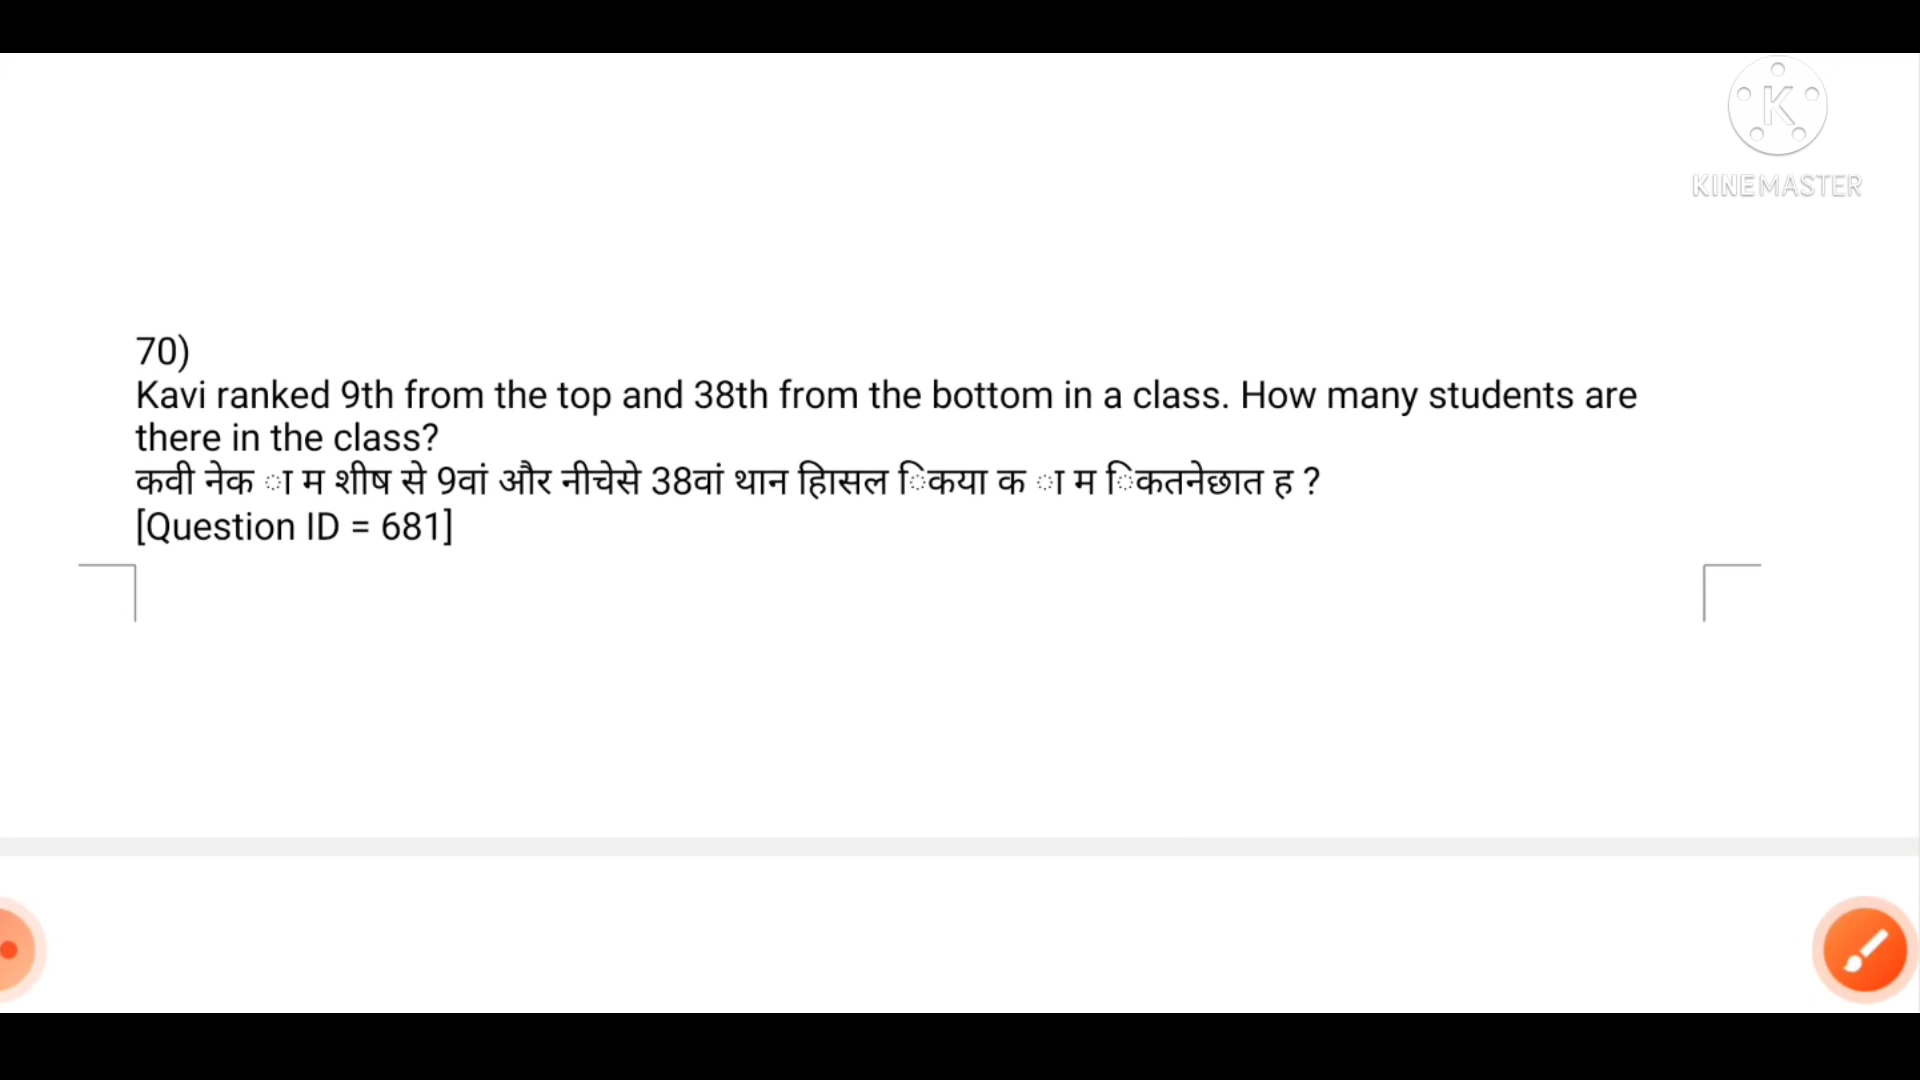 K
KINEMASTER
70)
Kavi ranked 9th from the top and 38th from the bottom in a class. How many students are
there in the class?
कवी नेक ा म शीष से 9वां और नीचेसे 38वां थान हािसल िकया क ा म िकतनेछात ह ?
[Question ID = 681]